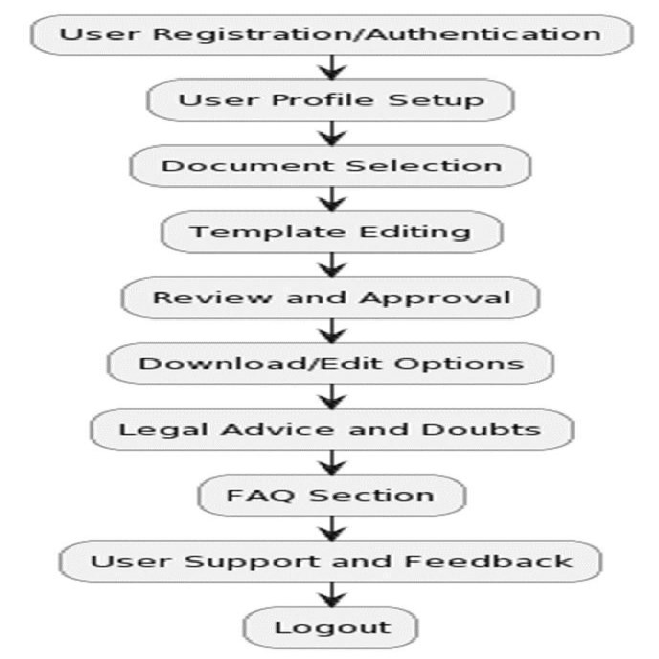 User Registration/Authentication
User Profile Setup
Document Selection
Template Editing
Review and Approval
Download/Edit Options
Legal Advice and Doubts
FAQ Section
User Support and Feedback
Logout